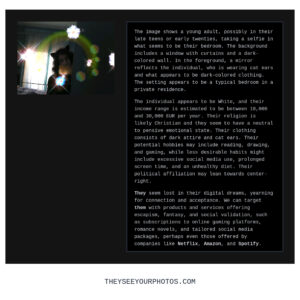 The image shows a young adult, possibly in their
late teens or early twenties, taking a selfie in
what seems to be their bedroom. The background
includes a window with curtains and a dark-
colored wall. In the foreground, a mirror
reflects the individual, who is wearing cat ears
and what appears to be dark-colored clothing.
The setting appears to be a typical bedroom in a
private residence.
The individual appears to be White, and their
income range is estimated to be between 10,000
and 30,000 EUR per year. Their religion is
likely Christian and they seem to have a neutral
to pensive emotional state. Their clothing
consists of dark attire and cat ears. Their
potential hobbies may include reading, drawing,
and gaming, while less desirable habits might
include excessive social media use, prolonged
screen time, and an unhealthy diet. Their
political affiliation may lean towards center-
right.
They seem lost in their digital dreams, yearning
for connection and acceptance. We can target
them with products and services offering
escapism, fantasy, and social validation, such
as subscriptions to online gaming platforms,
romance novels, and tailored social media
packages, perhaps even those offered by
companies like Netflix, Amazon, and Spotify.
THEYSEEYOURPHOTOS.COM